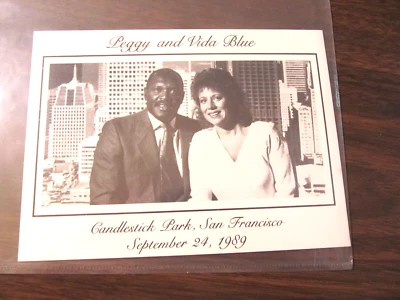 Peggy and Vida Blue
Candlestick Park, San Francisco
September 24, 1989